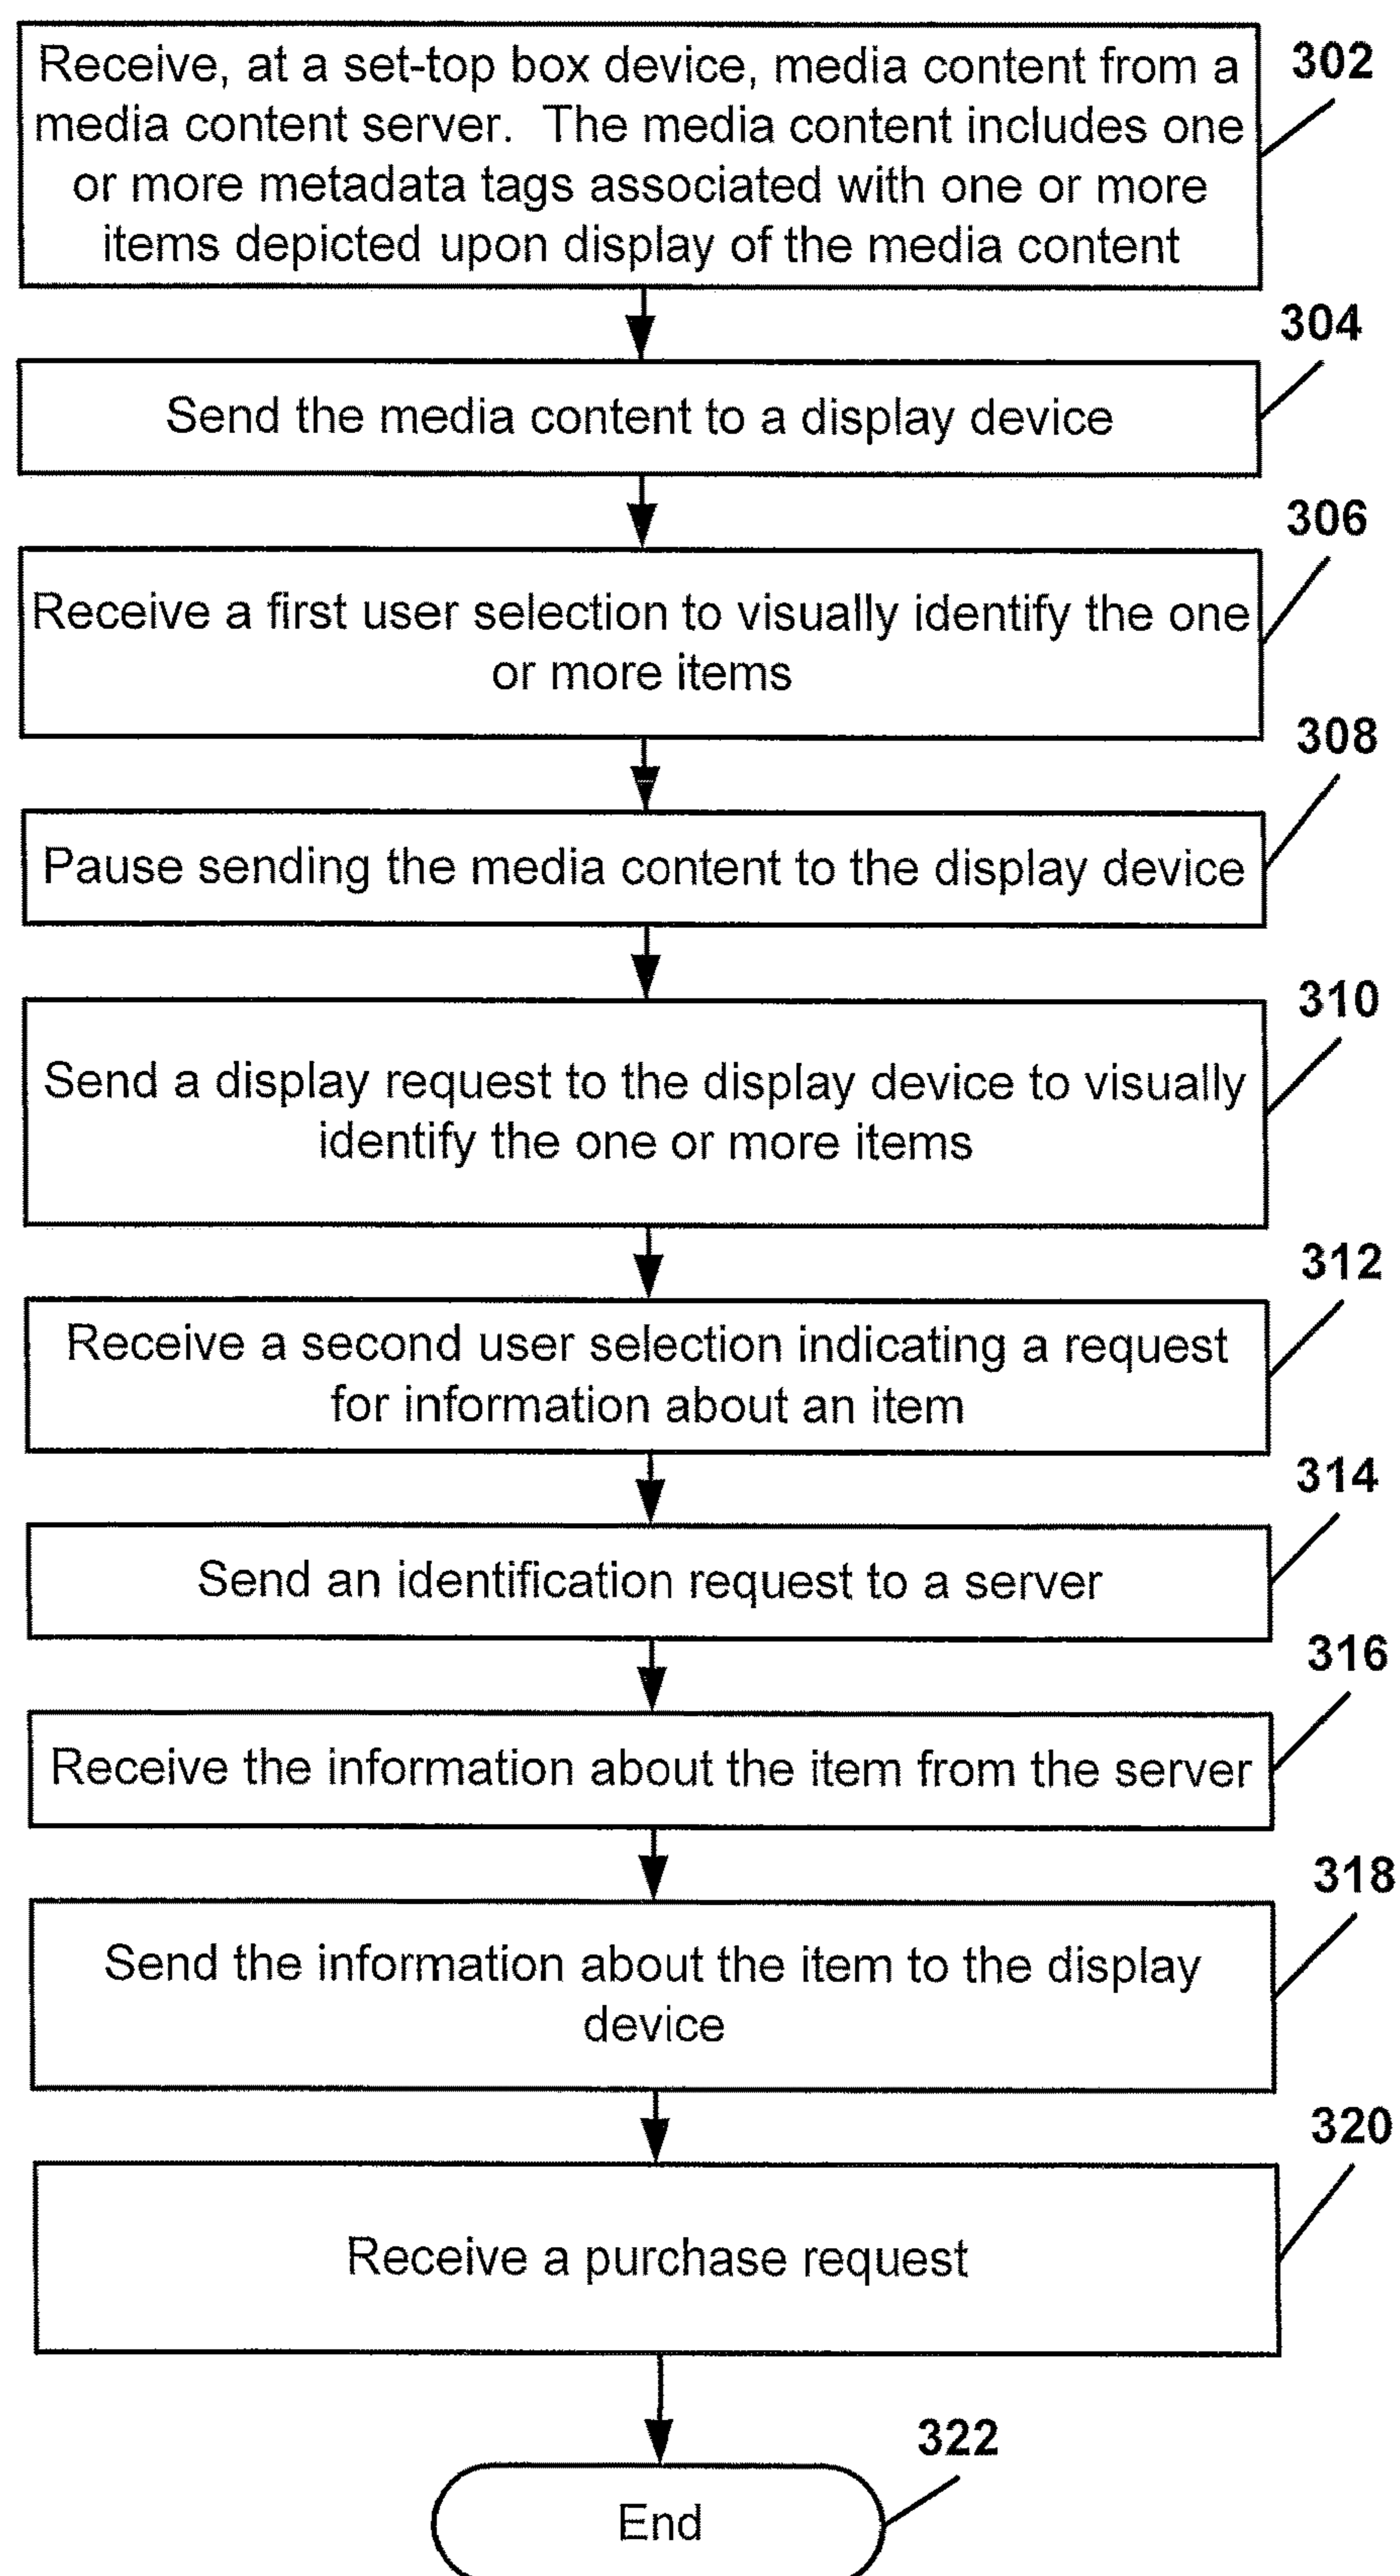 Receive, at a set-top box device, media content from a
302
media content server. The media content includes one
or more metadata tags associated with one or more
items depicted upon display of the media content
304
Send the media content to a display device
306
Receive a first user selection to visually identify the one
or more items
308
Pause sending the media content to the display device
310
Send a display request to the display device to visually
identify the one or more items
312
Receive a second user selection indicating a request
for information about an item
314
Send an identification request to a server
316
Receive the information about the item from the server
318
Send the information about the item to the display
device
320
Receive a purchase request
322
End